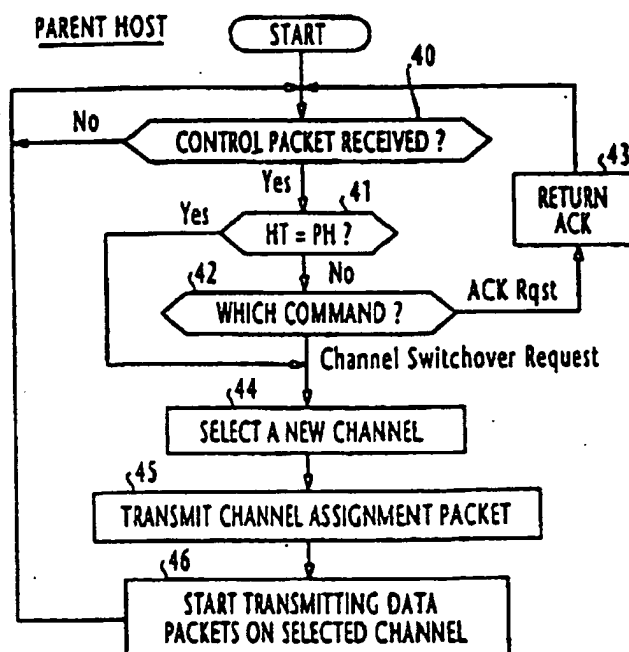 PARENT HOST
START
40
No
CONTROL PACKET RECEIVED ?
43
Yes
41
RETURN
ACK
Yes
HT = PH ?
No
42
ACK Rqst
WHICH COMMAND ?
Channel Switchover Request
44
SELECT A NEW CHANNEL
45
TRANSMIT CHANNEL ASSIGNMENT PACKET
46
START TRANSMITTING DATA
PACKETS ON SELECTED CHANNEL